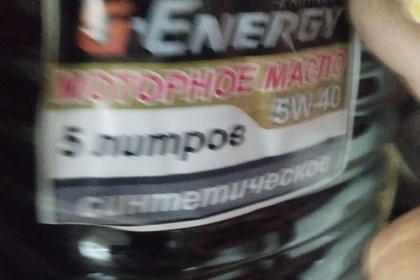 G-ENERGY
МОТОРНОЕ МАСЛО
5W-40
5 литров
синтетическое